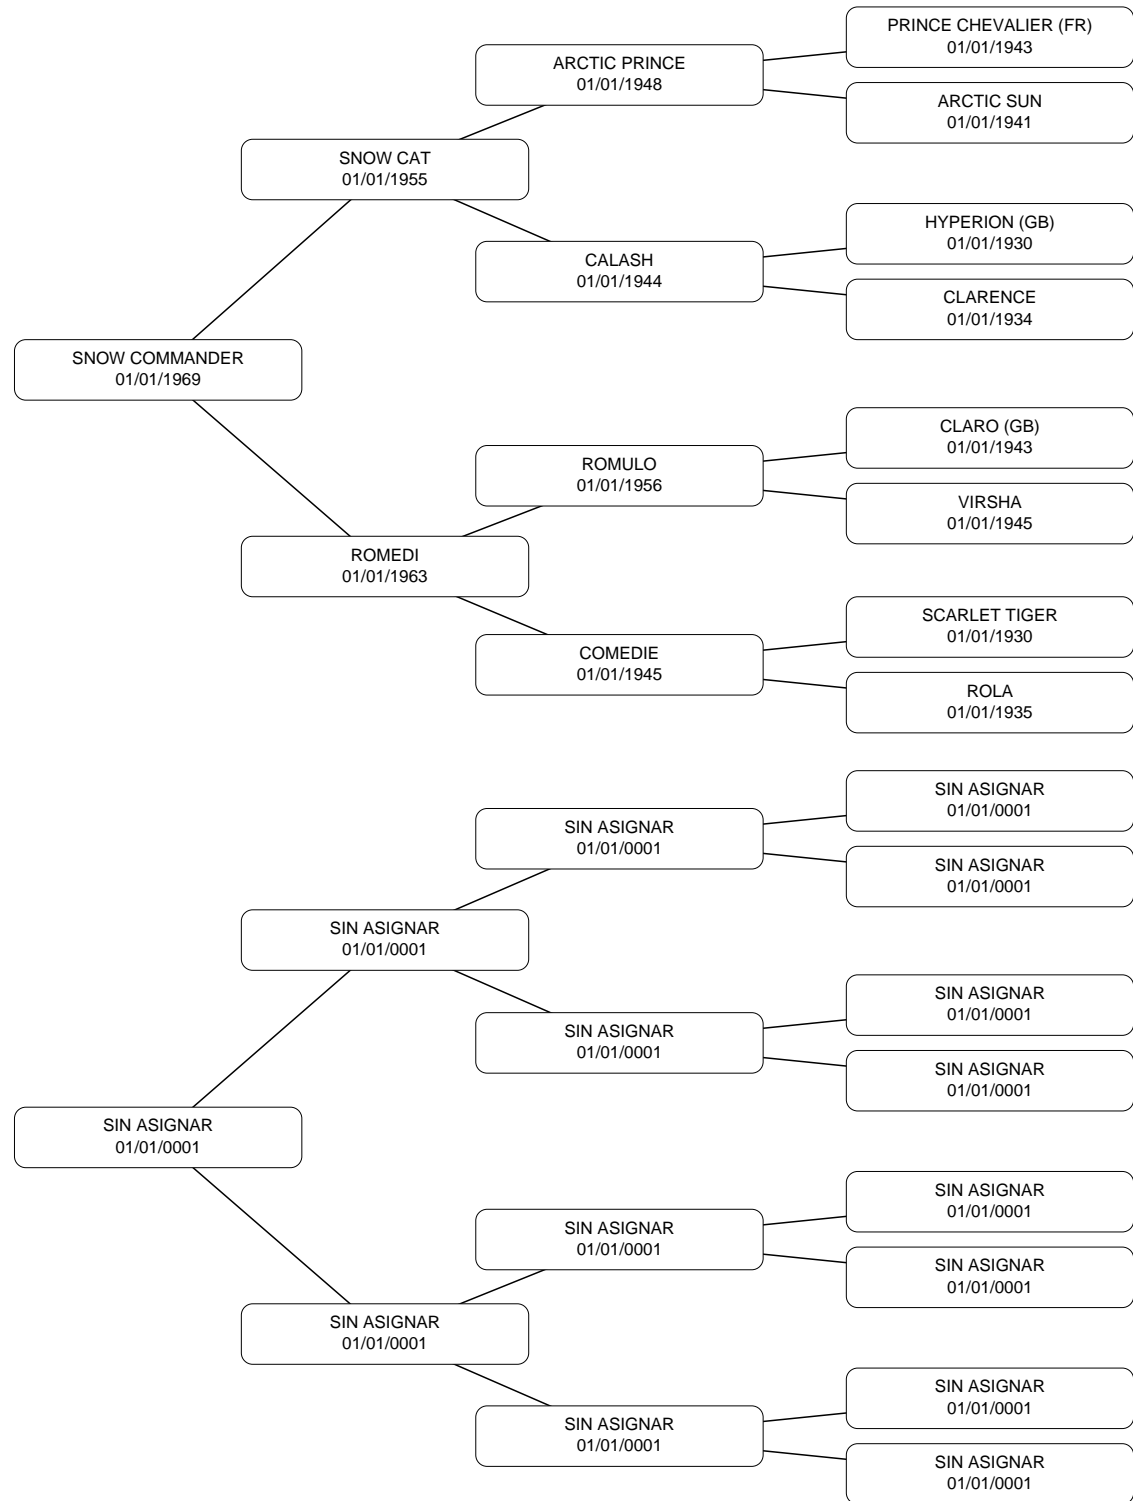 PRINCE CHEVALIER (FR)
01/01/1943
ARCTIC PRINCE
01/01/1948
ARCTIC SUN
01/01/1941
SNOW CAT
01/01/1955
HYPERION (GB)
01/01/1930
CALASH
01/01/1944
CLARENCE
01/01/1934
SNOW COMMANDER
01/01/1969
CLARO (GB)
01/01/1943
ROMULO
01/01/1956
VIRSHA
01/01/1945
ROMEDI
01/01/1963
SCARLET TIGER
01/01/1930
COMEDIE
01/01/1945
ROLA
01/01/1935
SIN ASIGNAR
01/01/0001
SIN ASIGNAR
01/01/0001
SIN ASIGNAR
01/01/0001
SIN ASIGNAR
01/01/0001
SIN ASIGNAR
01/01/0001
SIN ASIGNAR
01/01/0001
SIN ASIGNAR
01/01/0001
SIN ASIGNAR
01/01/0001
SIN ASIGNAR
01/01/0001
SIN ASIGNAR
01/01/0001
SIN ASIGNAR
01/01/0001
SIN ASIGNAR
01/01/0001
SIN ASIGNAR
01/01/0001
SIN ASIGNAR
01/01/0001
SIN ASIGNAR
01/01/0001